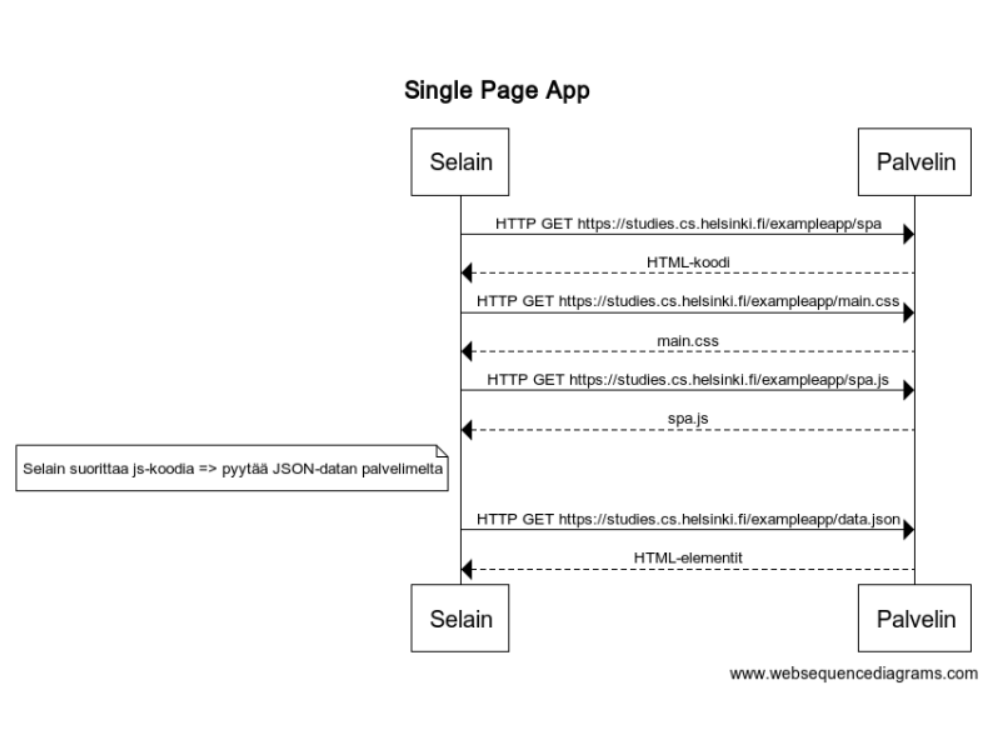 Single Page App
Selain
Palvelin
HTTP GET https://studies.cs.helsinki.fi/exampleapp/spa
HTML-koodi
HTTP GET https://studies.cs.helsinki.fi/exampleapp/main.css
main.css
HTTP GET https://studies.cs.helsinki.fi/exampleapp/spa.js
spa.js
Selain suorittaa js-koodia => pyytää JSON-datan palvelimelta
HTTP GET https://studies.cs.helsinki.fi/exampleapp/data.json
HTML-elementit
Selain
Palvelin
www.websequencediagrams.com